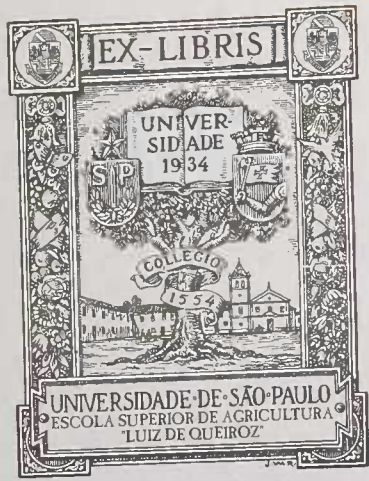 EX-LIBRIS
UNIVER-
SIDADE
1934
SP
COLLEGIO
1554
UNIVERSIDADE·DE·SÃO·PAULO
ESCOLA SUPERIOR DE AGRICULTURA
"LUIZ DE QUEIROZ"